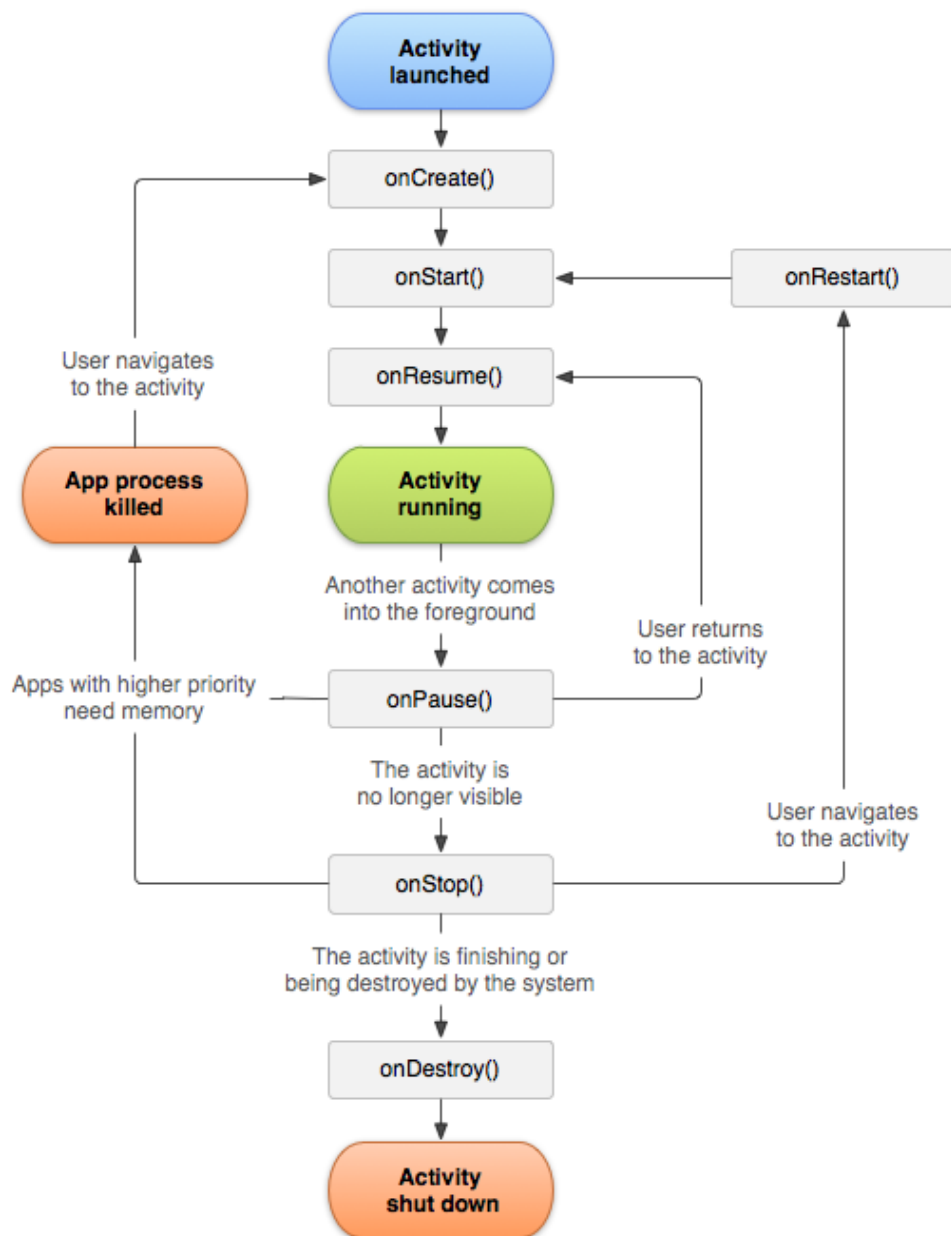 Activity
launched
onCreate()
onStart()
onRestart()
User navigates
to the activity
onResume()
App process
killed
Activity
running
Another activity comes
into the foreground
User returns
to the activity
Apps with higher priority
need memory
onPause()
The activity is
no longer visible
User navigates
to the activity
onStop()
The activity is finishing or
being destroyed by the system
onDestroy()
Activity
shut down